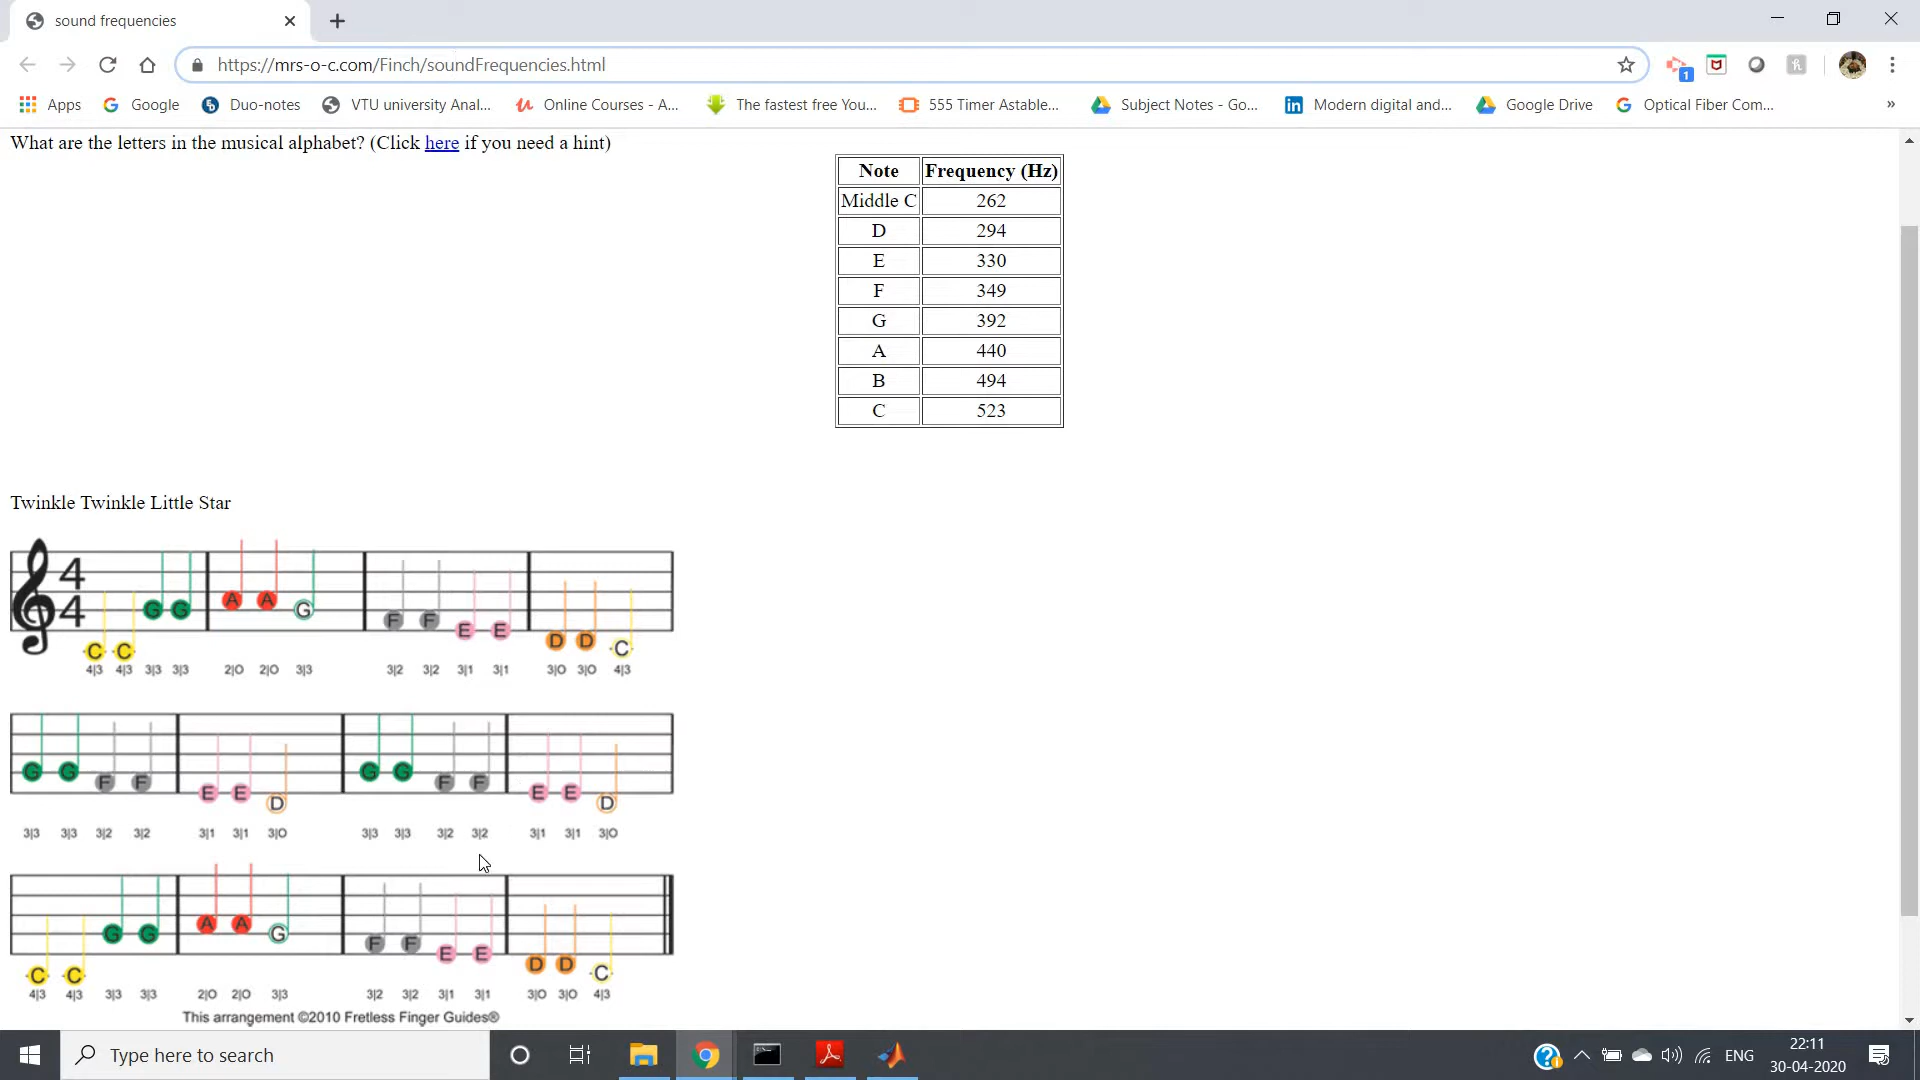 sound frequencies
https://mrs-o-c.com/Finch/soundFrequencies.html
1
Apps Google Duo-notes VTU university Anal... Online Courses - A... The fastest free You... 555 Timer Astable... Subject Notes - Go... Modern digital and... Google Drive Optical Fiber Com... »
What are the letters in the musical alphabet? (Click here if you need a hint)
Note Frequency (Hz)
Middle C 262
D 294
E 330
F 349
G 392
A 440
B 494
C 523
Twinkle Twinkle Little Star
4
4
C C G G A A G F F E E D D C
4|3 4|3 3|3 3|3 2|0 2|0 3|3 3|2 3|2 3|1 3|1 3|0 3|0 4|3
G G F F E E D G G F F E E D
3|3 3|3 3|2 3|2 3|1 3|1 3|0 3|3 3|3 3|2 3|2 3|1 3|1 3|0
C C G G A A G F F E E D D C
4|3 4|3 3|3 3|3 2|0 2|0 3|3 3|2 3|2 3|1 3|1 3|0 3|0 4|3
This arrangement ©2010 Fretless Finger Guides®
Type here to search
ENG
22:11
30-04-2020